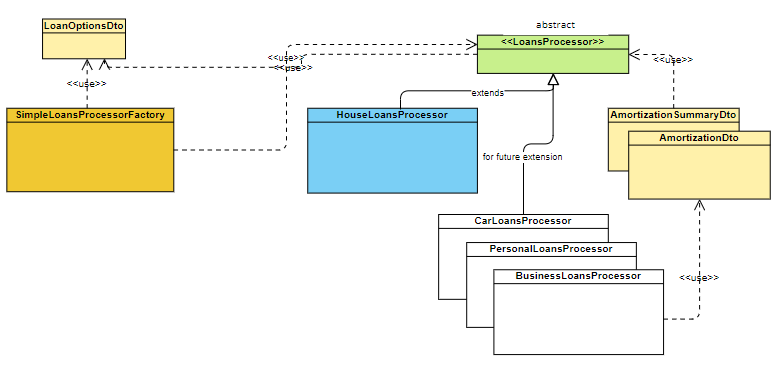 abstract
LoanOptionsDto
<<LoansProcessor>>
<<use>>
<<use>>
<<use>>
<<use>>
extends
SimpleLoansProcessorFactory
HouseLoansProcessor
AmortizationSummaryDto
AmortizationDto
for future extension
CarLoansProcessor
PersonalLoansProcessor
BusinessLoansProcessor
<<use>>